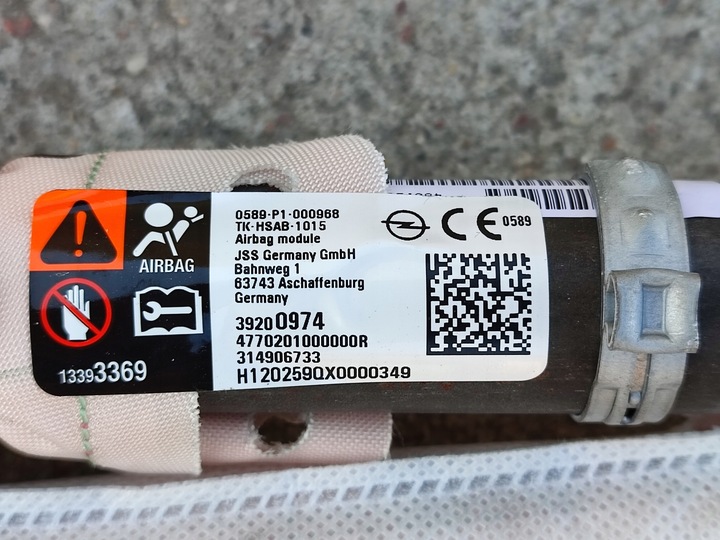 AIRBAG
13393369
0589-P1-000968
TK-HSAB-1015
Airbag module
JSS Germany GmbH
Bahnweg 1
63743 Aschaffenburg
Germany
39200974
4770201000000R
314906733
H120259QX0000349
CE 0589